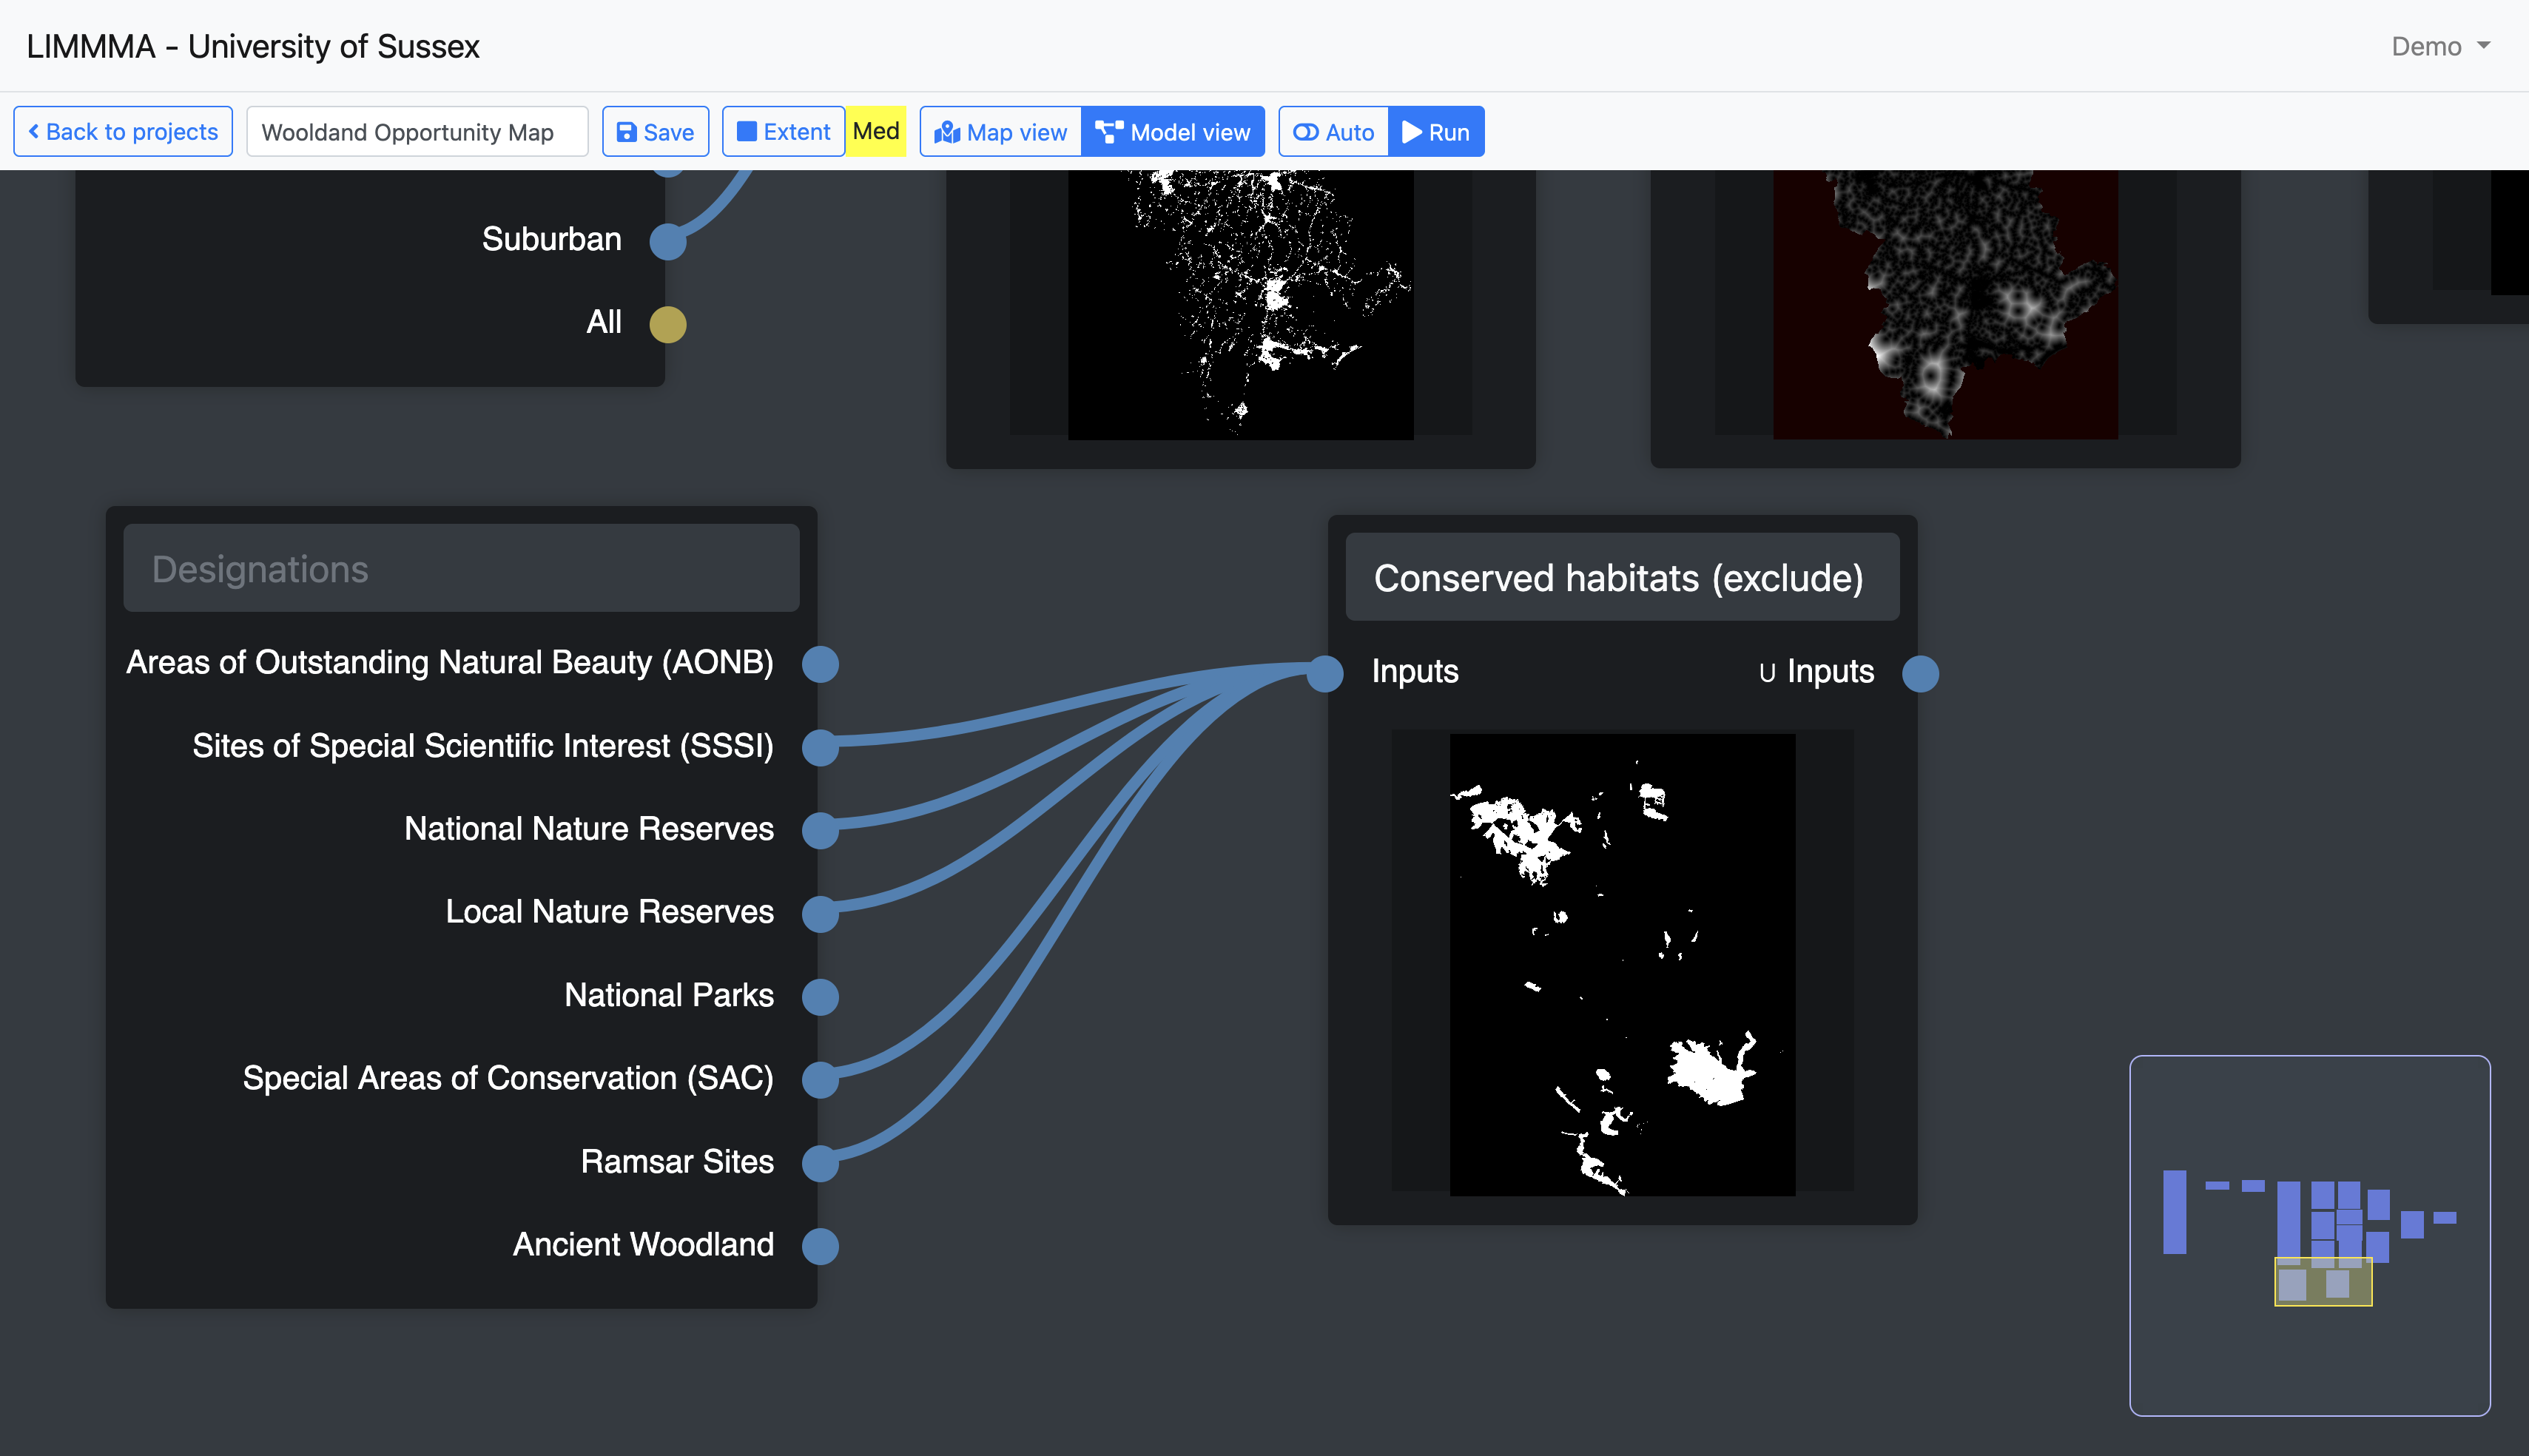 LIMMMA - University of Sussex
Demo
Back to projects
Wooldand Opportunity Map
Save
Extent
Med
Map view
Model view
Auto
Run
Suburban
All
Designations
Areas of Outstanding Natural Beauty (AONB)
Sites of Special Scientific Interest (SSSI)
National Nature Reserves
Local Nature Reserves
National Parks
Special Areas of Conservation (SAC)
Ramsar Sites
Ancient Woodland
Conserved habitats (exclude)
Inputs
∪ Inputs